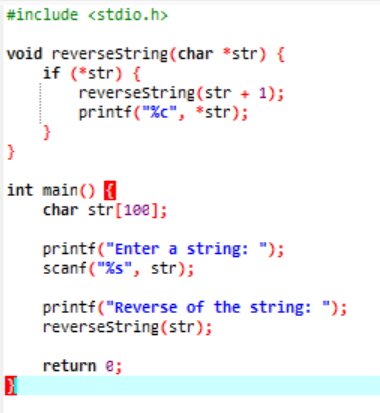 #include <stdio.h>
void reverseString(char *str) {
if (*str) {
reverseString(str + 1);
printf("%c", *str);
}
}
int main() {
char str[100];
printf("Enter a string: ");
scanf("%s", str);
printf("Reverse of the string: ");
reverseString(str);
return 0;
}